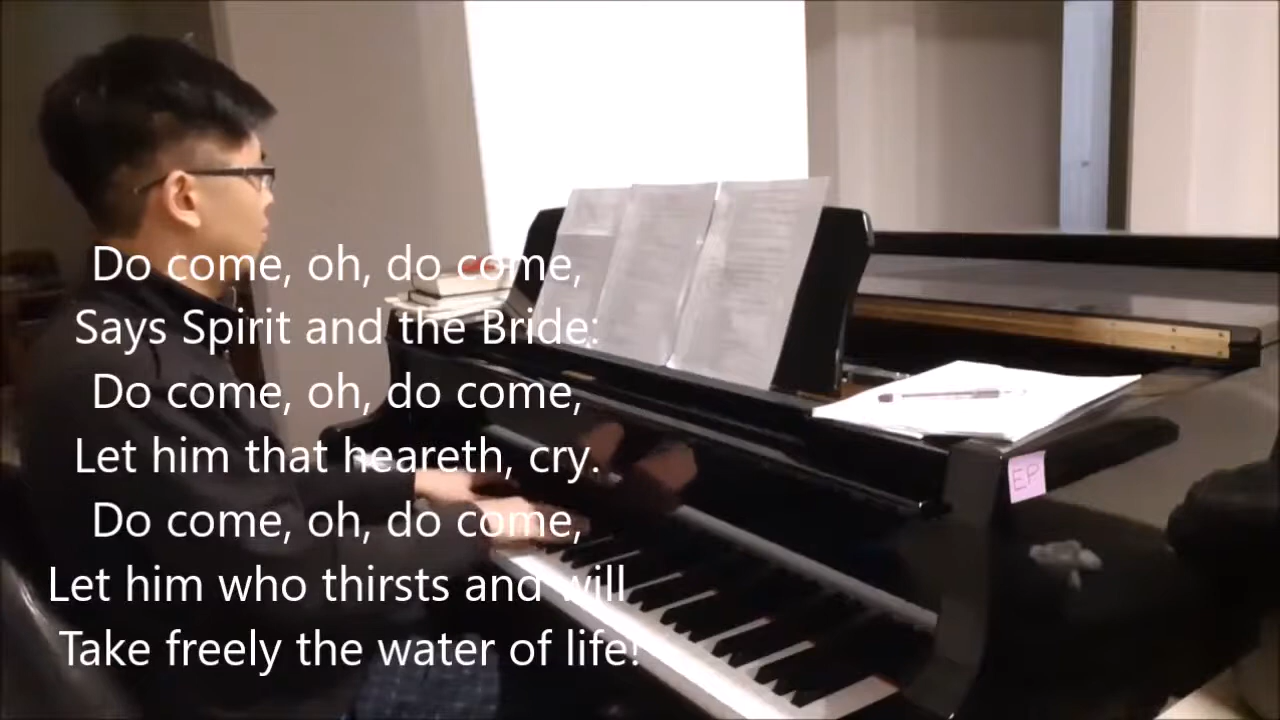 Do come, oh, do come,
Says Spirit and the Bride:
Do come, oh, do come,
Let him that heareth, cry.
Do come, oh, do come,
Let him who thirsts and will
Take freely the water of life!
EP